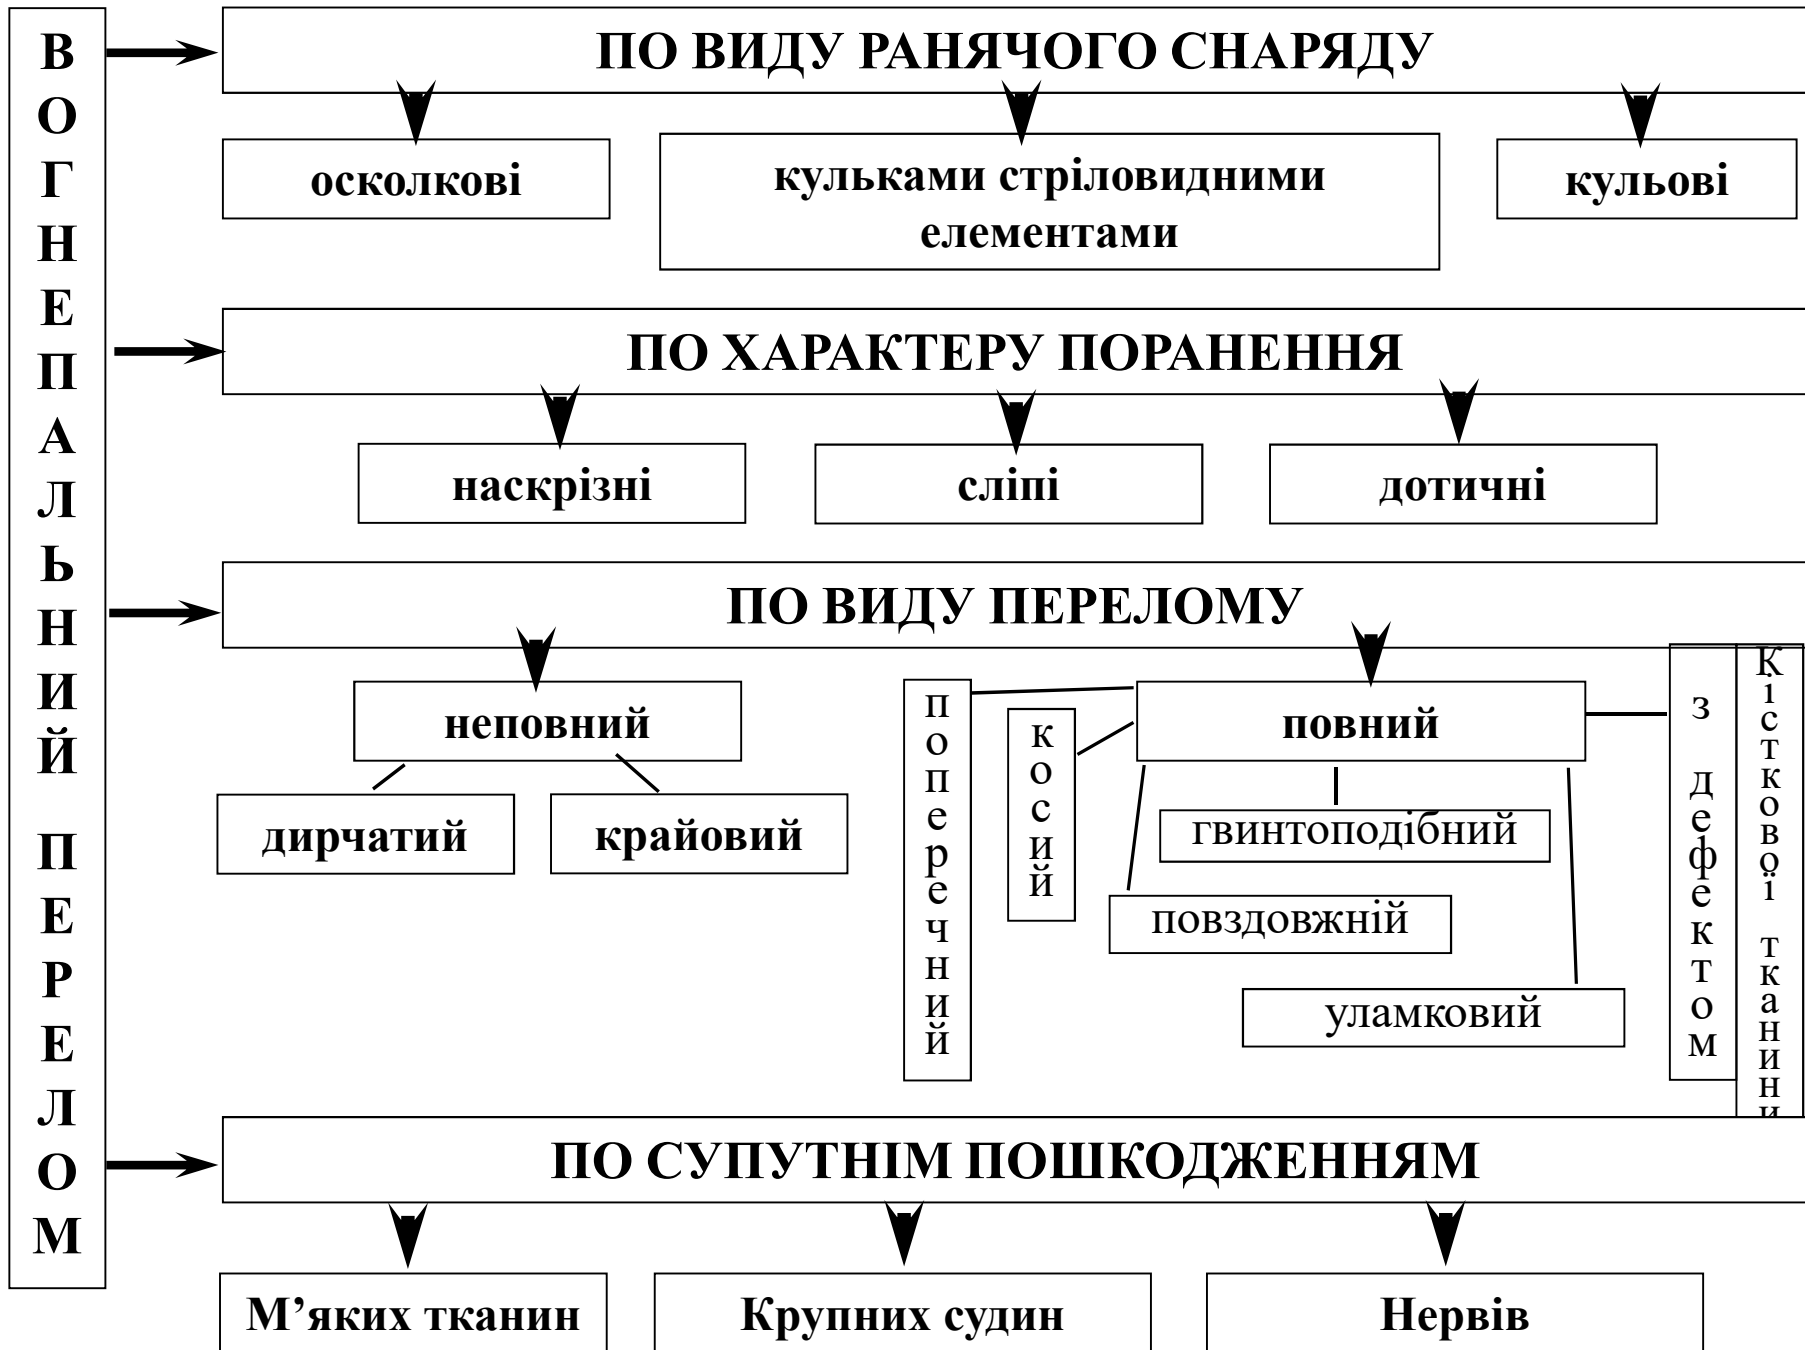 ВОГНЕПАЛЬНИЙ ПЕРЕЛОМ
ПО ВИДУ РАНЯЧОГО СНАРЯДУ
осколкові
кульками стріловидними
елементами
кульові
ПО ХАРАКТЕРУ ПОРАНЕННЯ
наскрізні
сліпі
дотичні
ПО ВИДУ ПЕРЕЛОМУ
неповний
дирчатий
крайовий
поперечний
косий
повний
гвинтоподібний
повздовжній
уламковий
з дефектом
Кісткової тканини
ПО СУПУТНІМ ПОШКОДЖЕННЯМ
М’яких тканин
Крупних судин
Нервів